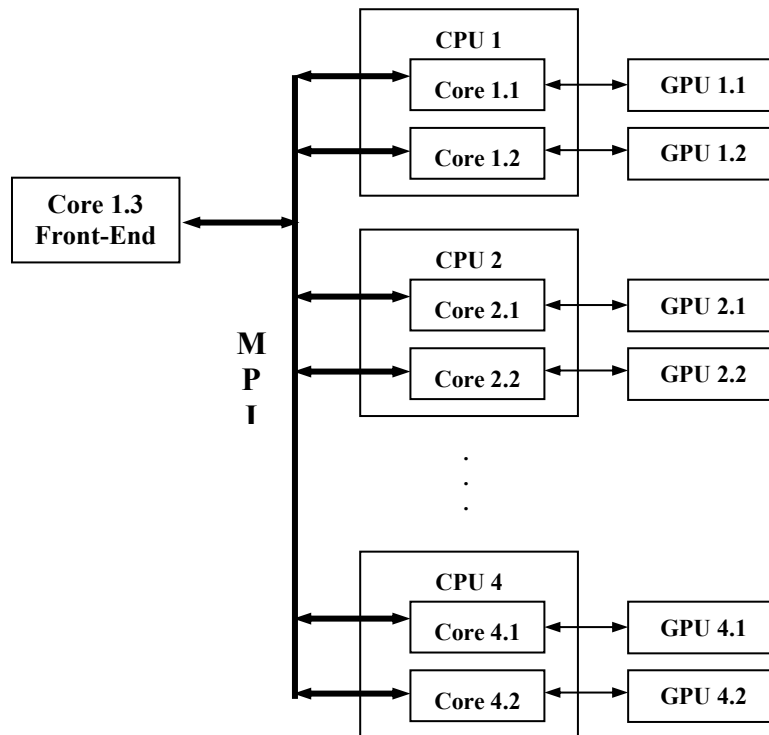 CPU 1
Core 1.1
GPU 1.1
Core 1.2
GPU 1.2
Core 1.3
Front-End
CPU 2
Core 2.1
GPU 2.1
M
P
I
Core 2.2
GPU 2.2
.
.
.
CPU 4
Core 4.1
GPU 4.1
Core 4.2
GPU 4.2